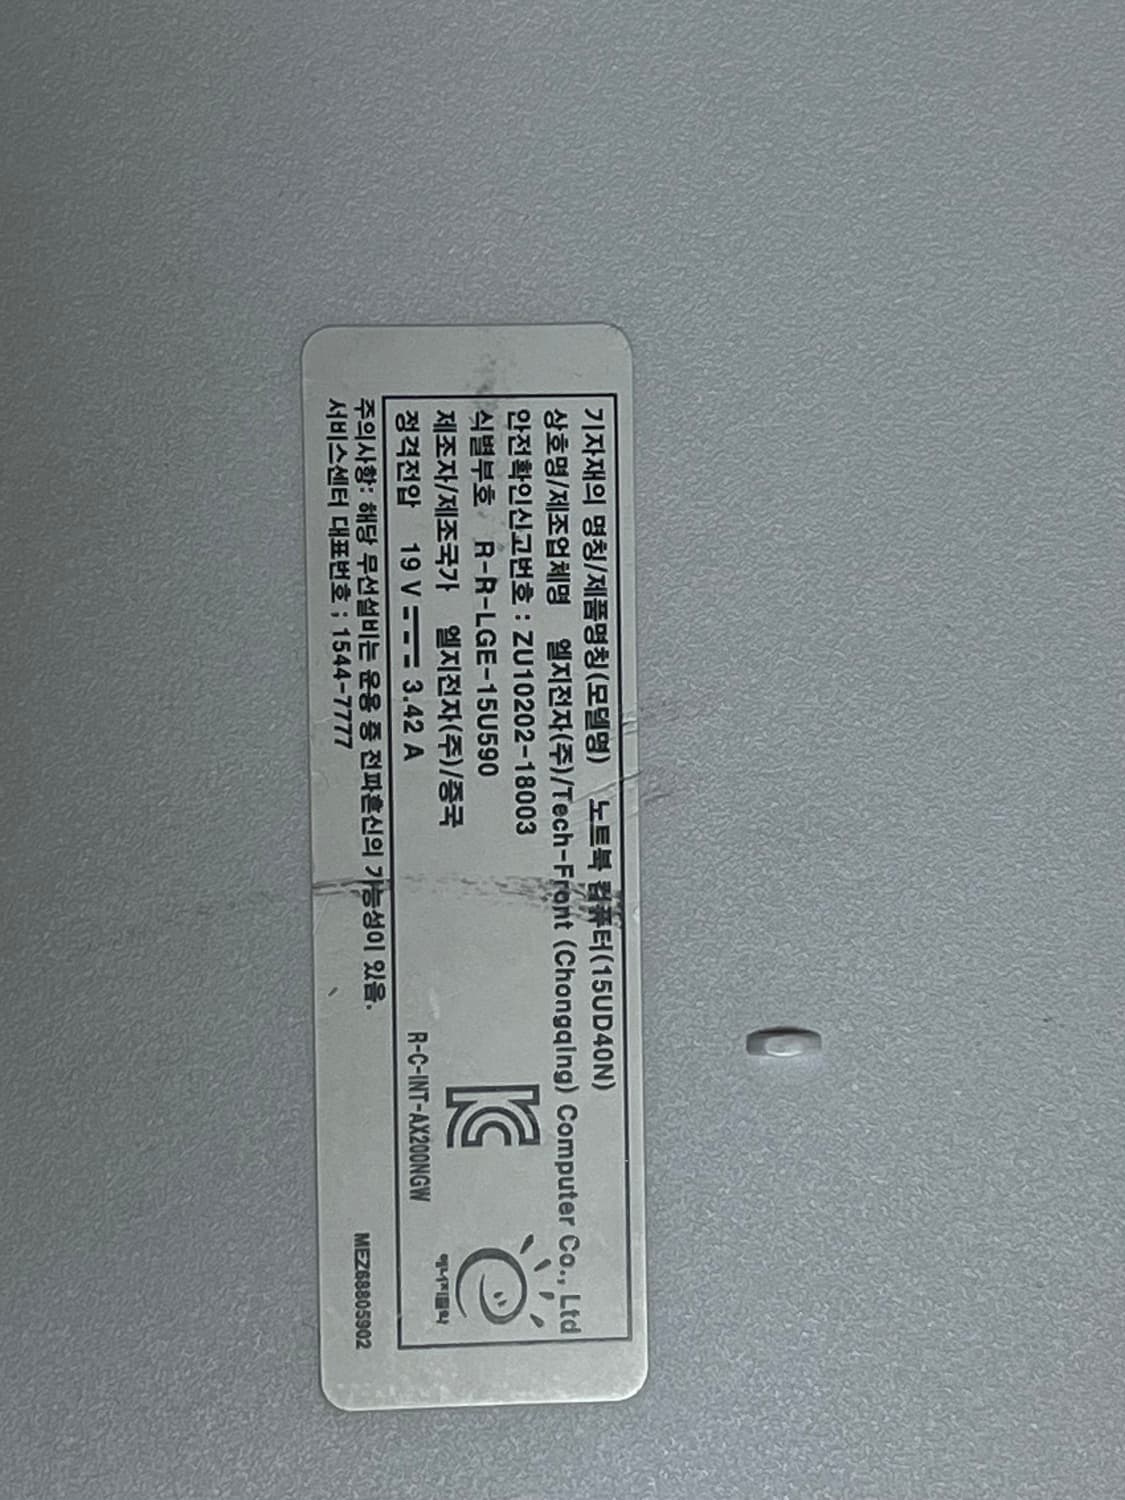 기자재의 명칭/제품명칭(모델명) 노트북 컴퓨터(15UD40N)
상호명/제조업체명 엘지전자(주)/Tech-Front (Chongqing) Computer Co., Ltd
안전확인신고번호 : ZU10202-18003
식별부호 R-R-LGE-15U590
제조자/제조국가 엘지전자(주)/중국
정격전압 19 V 3.42 A
R-C-INT-AX200NGW
에너지절약
주의사항: 해당 무선설비는 운용 중 전파혼신의 가능성이 있음.
서비스센터 대표번호 ; 1544-7777
MEZ68805902